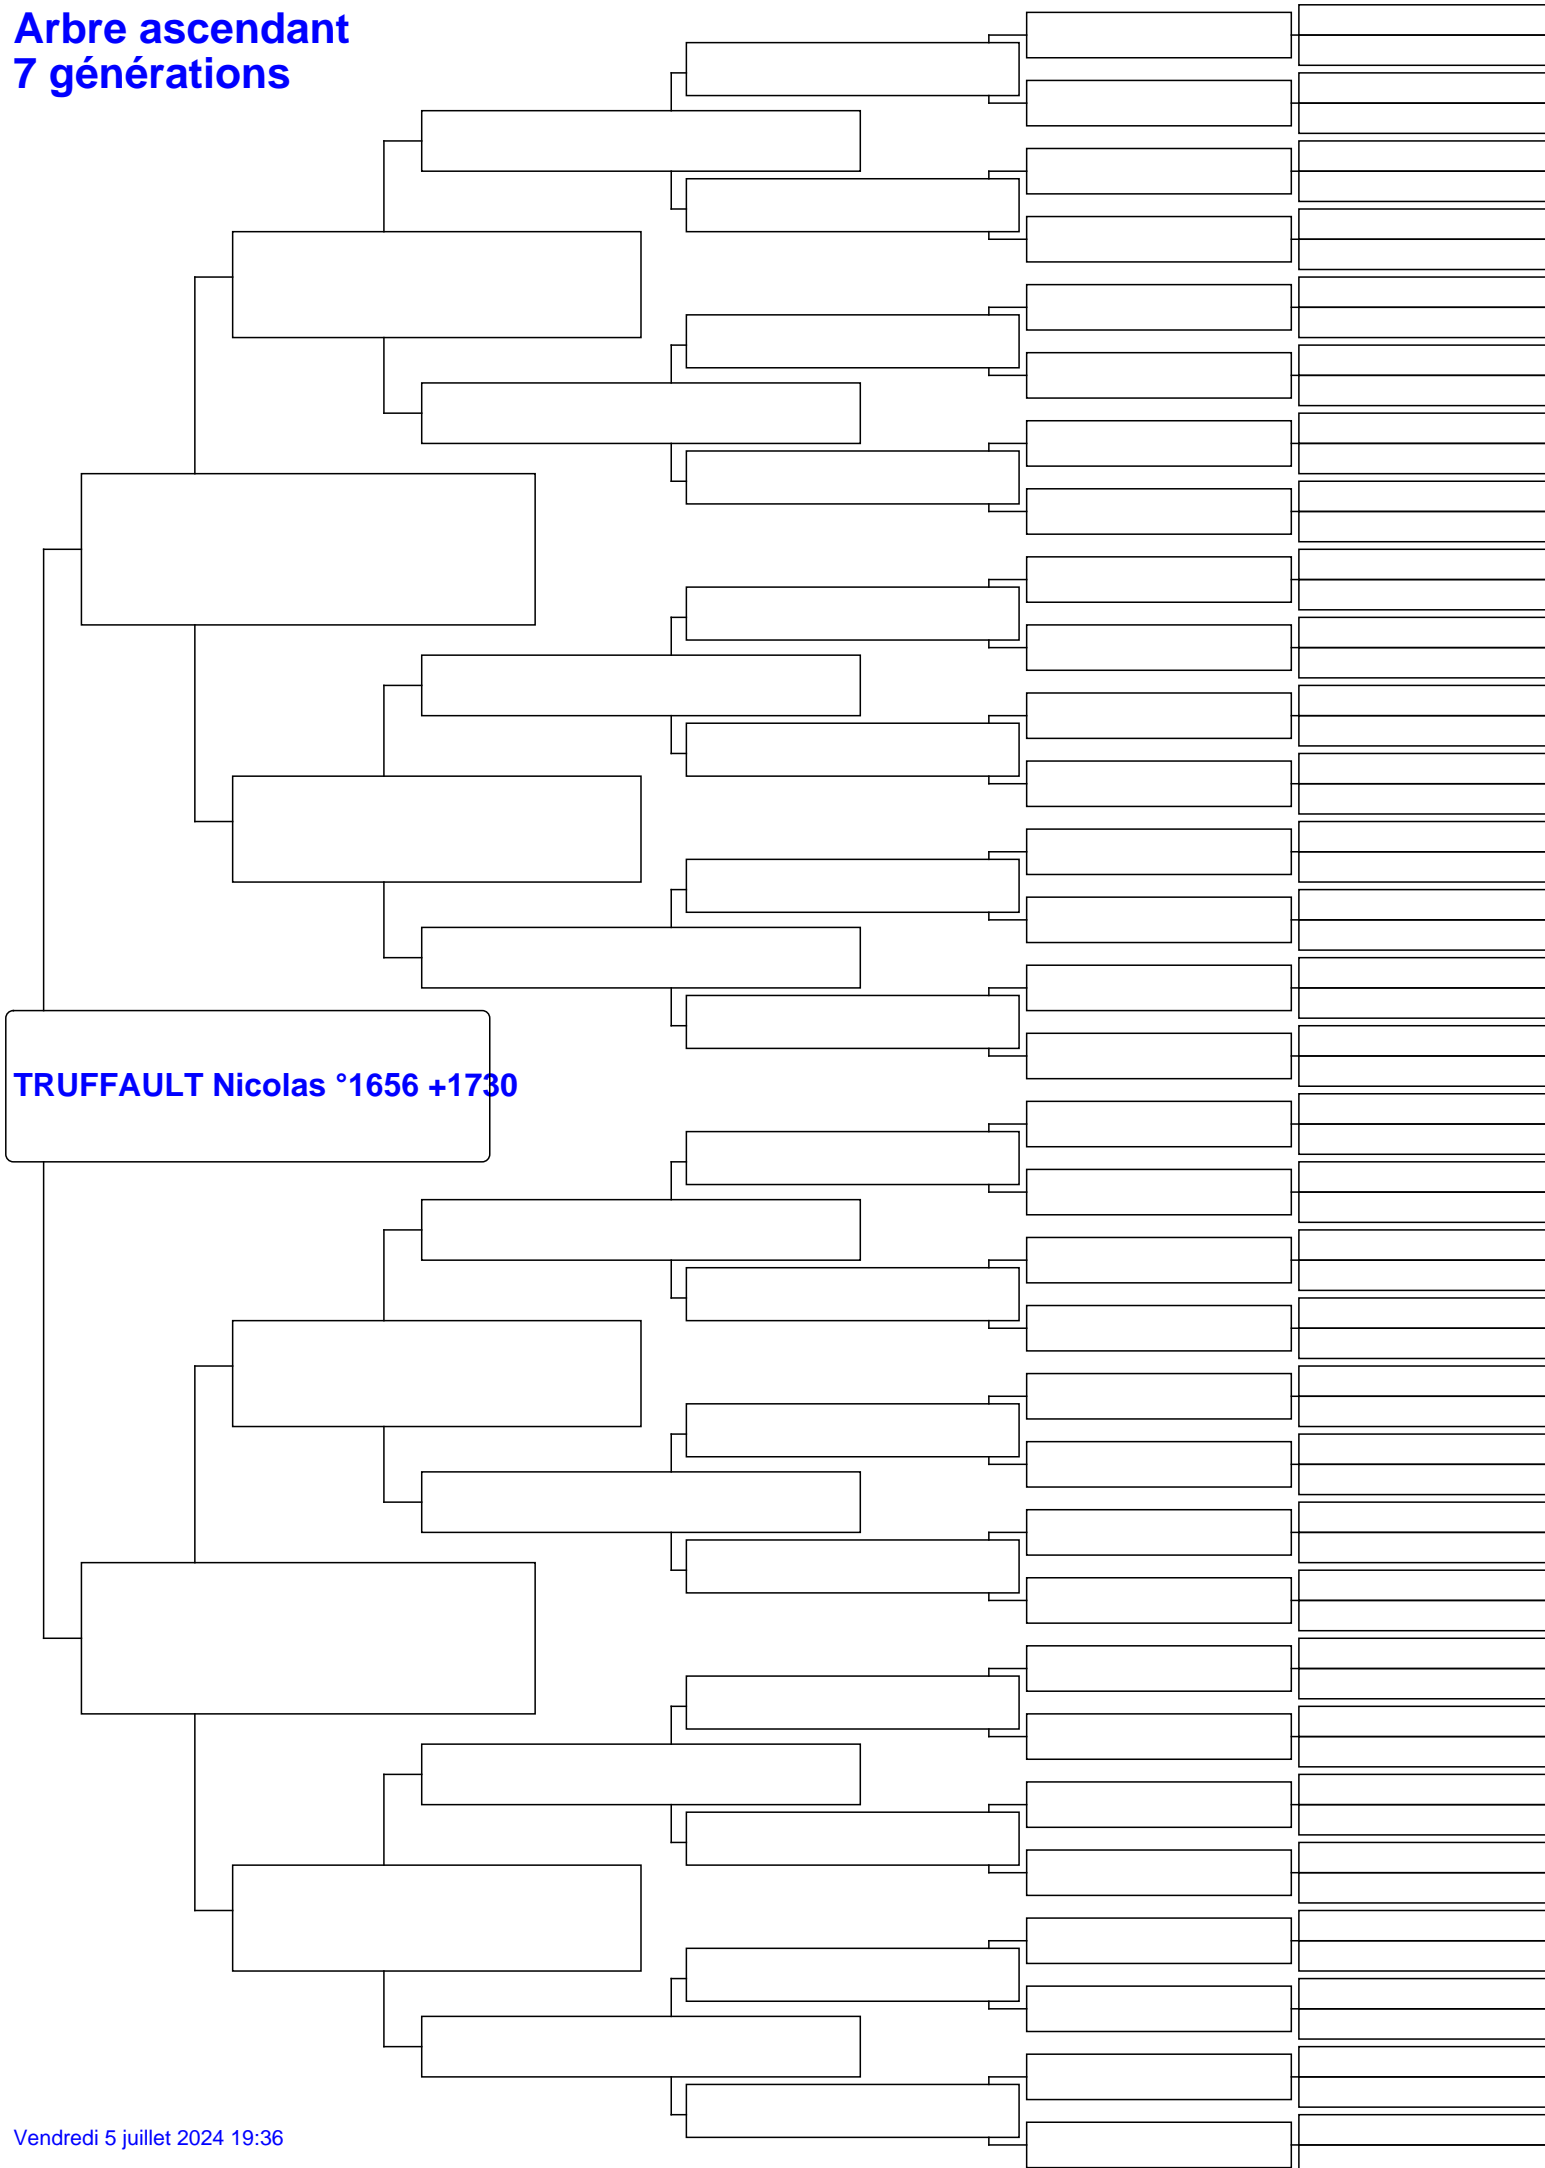 Arbre ascendant
7 générations
TRUFFAULT Nicolas °1656 +1730
Vendredi 5 juillet 2024 19:36